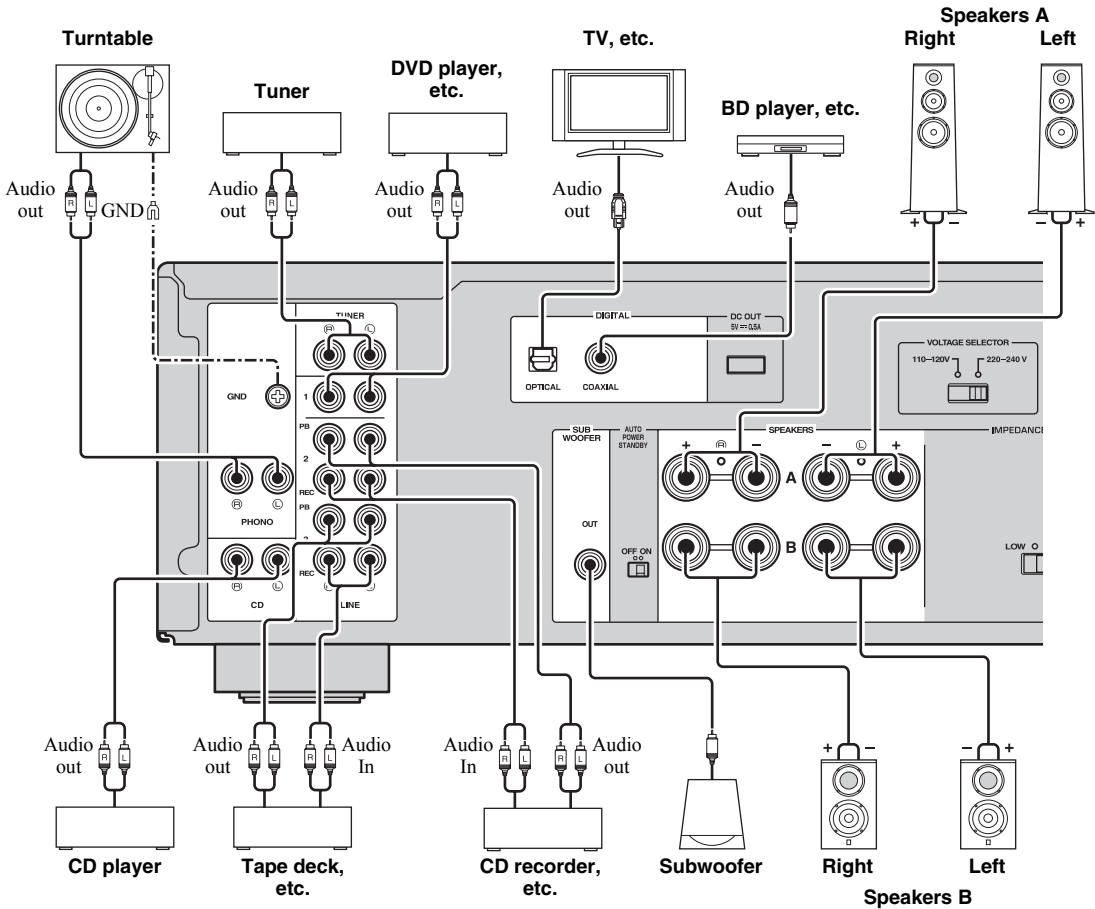 Speakers A
Right Left
Turntable
Tuner
DVD player,
etc.
TV, etc.
BD player, etc.
Audio
out
R L
GND
Audio
out
R L
Audio
out
R L
Audio
out
Audio
out
+ − − +
TUNER
R L
GND
1
PB
2
REC
PB
REC
R L
PHONO
R L
CD
LINE
DIGITAL
OPTICAL
COAXIAL
DC OUT
5V 0.5A
VOLTAGE SELECTOR
110–120V 220–240 V
SUB
WOOFER
OUT
AUTO
POWER
STANDBY
OFF ON
SPEAKERS
+ R − − L +
A
B
IMPEDANCE
LOW
Audio
out
R L
Audio
out
R L
R L
Audio
In
Audio
In
R L
R L
Audio
out
+ − − +
CD player
Tape deck,
etc.
CD recorder,
etc.
Subwoofer
Right Left
Speakers B